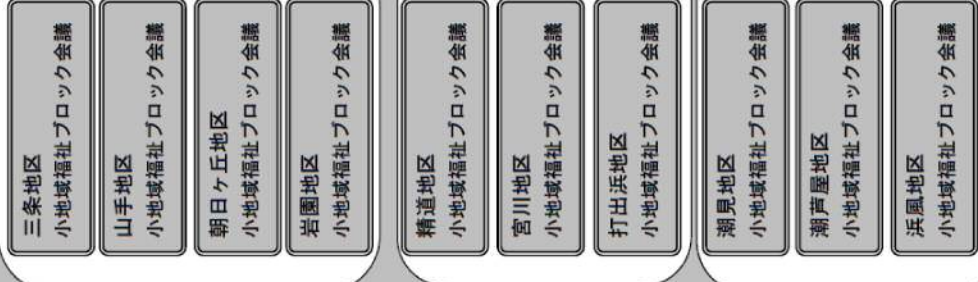 三条地区
小地域福祉ブロック会議
山手地区
小地域福祉ブロック会議
朝日ヶ丘地区
小地域福祉ブロック会議
岩園地区
小地域福祉ブロック会議
精道地区
小地域福祉ブロック会議
宮川地区
小地域福祉ブロック会議
打出浜地区
小地域福祉ブロック会議
潮見地区
小地域福祉ブロック会議
潮芦屋地区
小地域福祉ブロック会議
浜風地区
小地域福祉ブロック会議